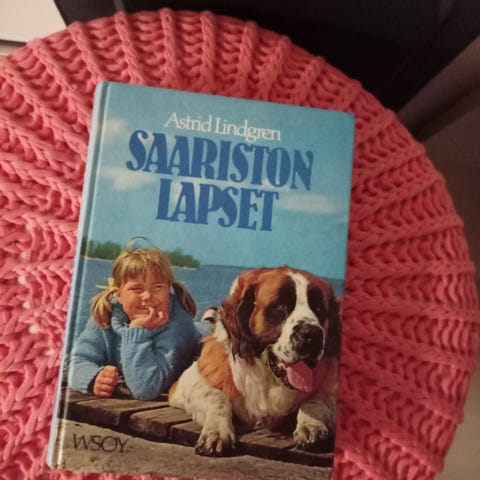 Astrid Lindgren
SAARISTON
LAPSET
WSOY